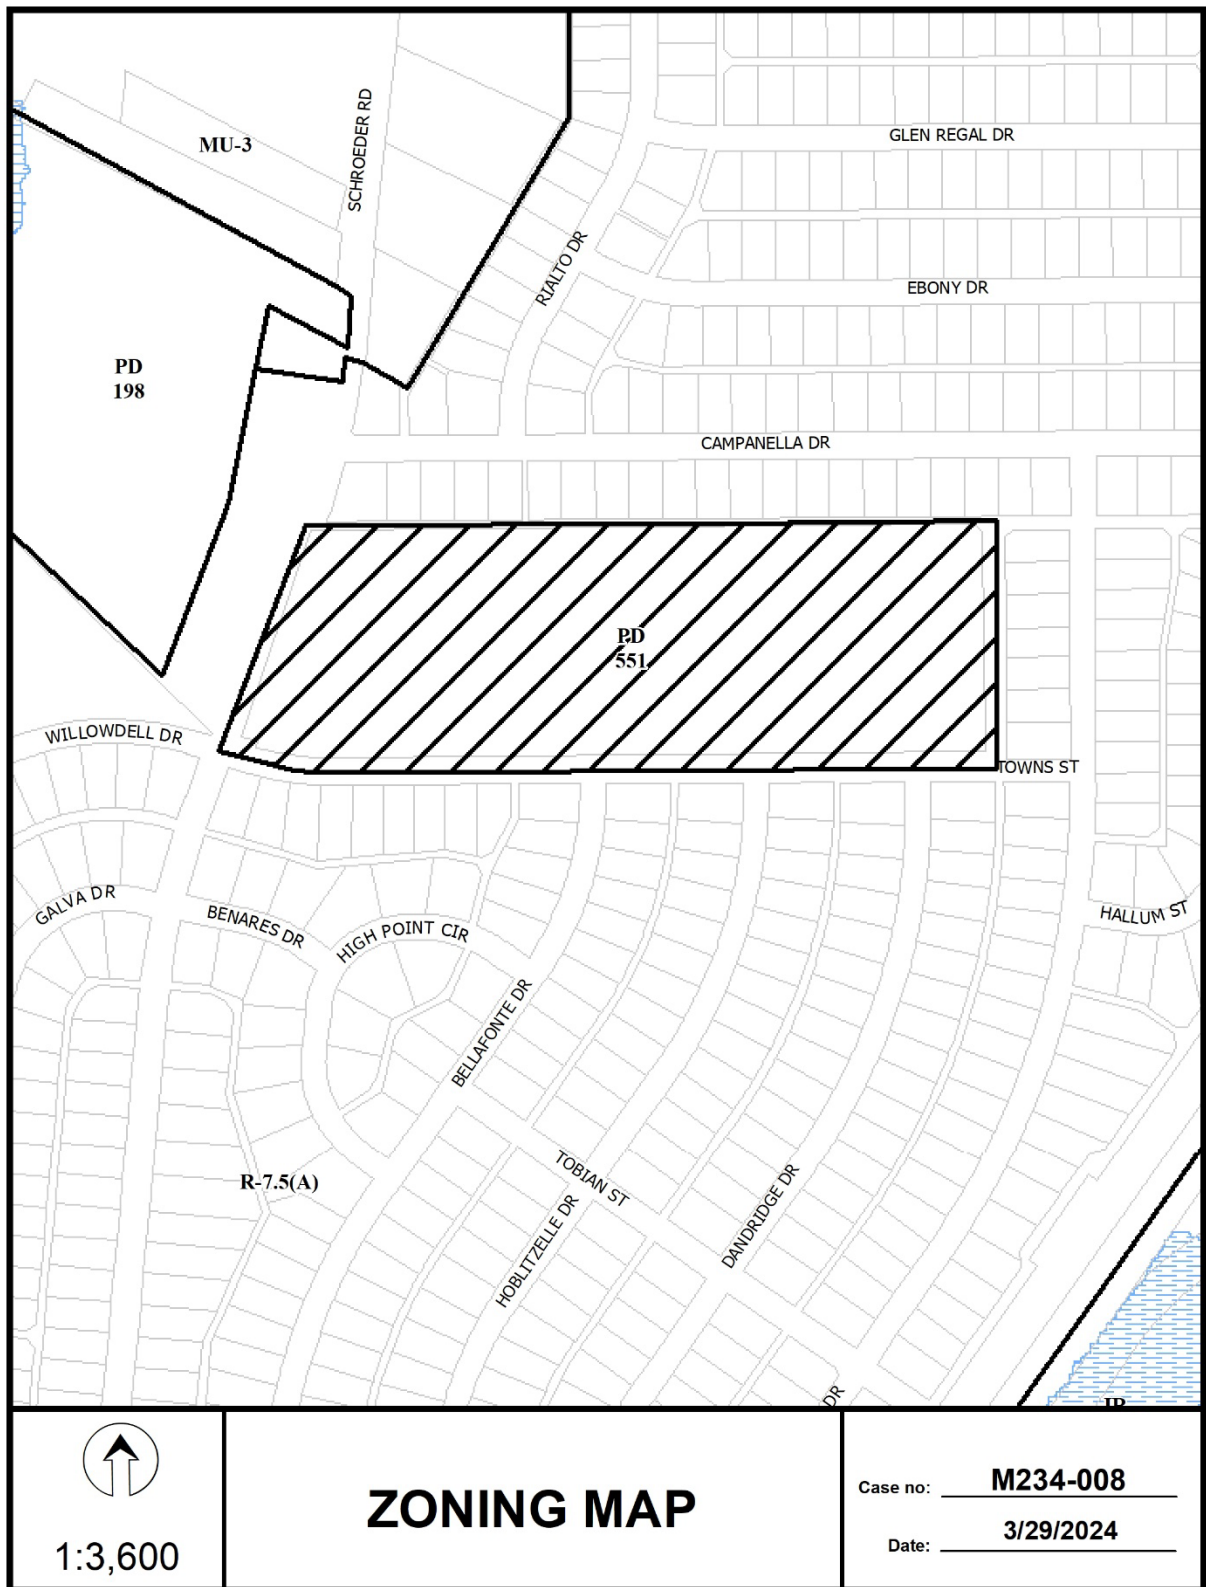 GLEN REGAL DR
MU-3
SCHROEDER RD
RIALTO DR
EBONY DR
PD
198
CAMPANELLA DR
PD
551
WILLOWDELL DR
TOWNS ST
GALVA DR
BENARES DR
HIGH POINT CIR
HALLUM ST
BELLAFONTE DR
TOBIAN ST
R-7.5(A)
HOBLITZELLE DR
DANDRIDGE DR
DR
1:3,600
ZONING MAP
Case no: M234-008
Date: 3/29/2024